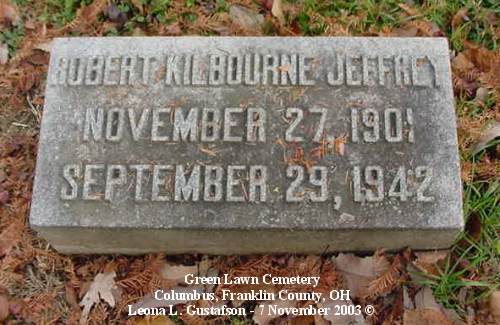 ROBERT KILBOURNE JEFFREY
NOVEMBER 27, 1901
SEPTEMBER 29, 1942
Green Lawn Cemetery
Columbus, Franklin County, OH
Leona L. Gustafson - 7 November 2003 ©